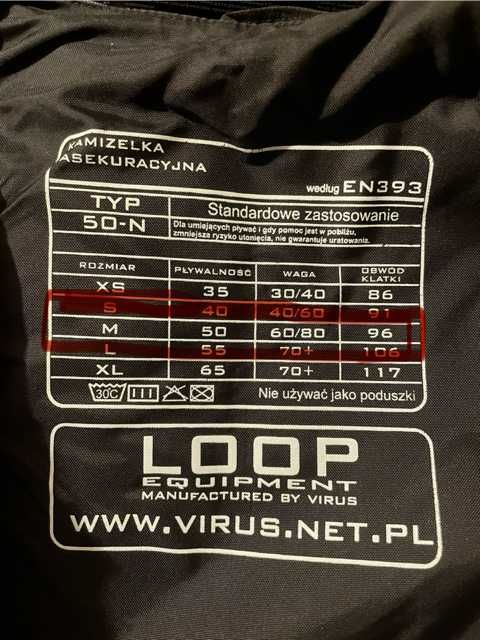 KAMIZELKA
ASEKURACYJNA
według EN393
TYP
50-N
Standardowe zastosowanie
Dla umiejących pływać i gdy pomoc jest w pobliżu,
zmniejsza ryzyko utonięcia, nie gwarantuje uratowania.
ROZMIAR PŁYWALNOŚĆ WAGA OBWÓD KLATKI
XS 35 30/40 86
S 40 40/60 91
M 50 60/80 96
L 55 70+ 106
XL 65 70+ 117
30C Nie używać jako poduszki
LOOP
EQUIPMENT
MANUFACTURED BY VIRUS
WWW.VIRUS.NET.PL